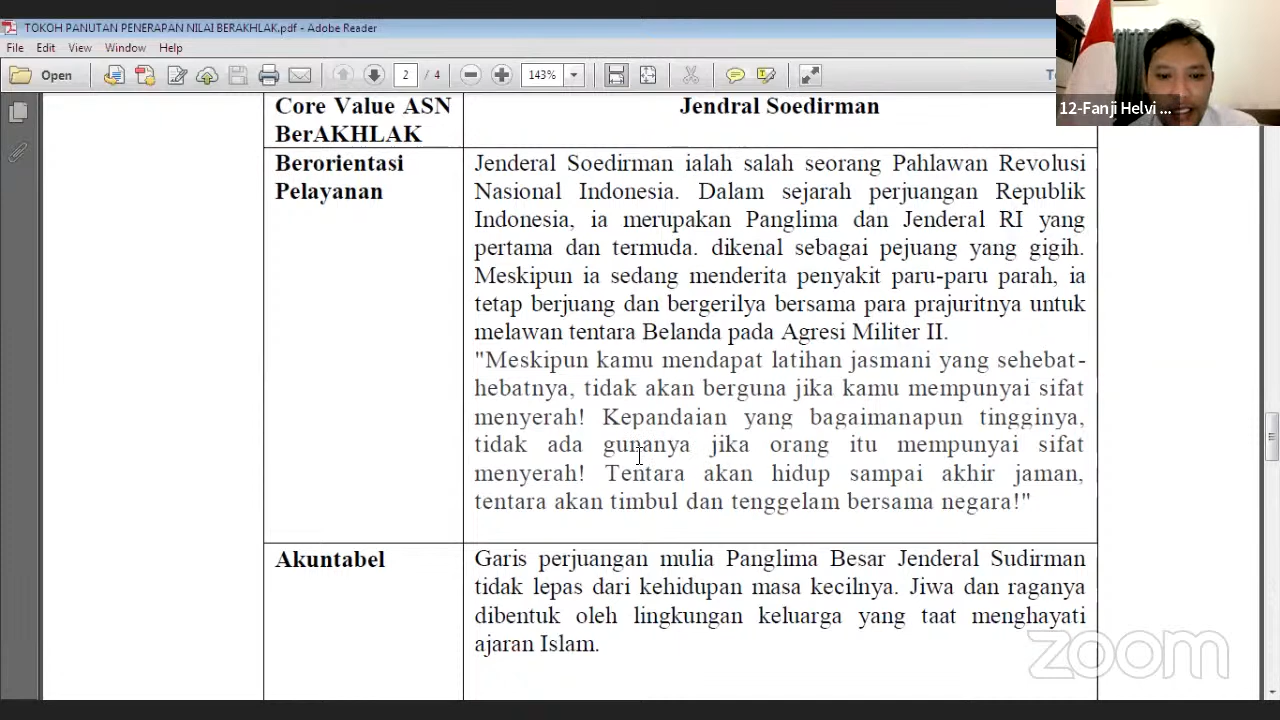 TOKOH PANUTAN PENERAPAN NILAI BERAKHLAK.pdf - Adobe Reader
File Edit View Window Help
Open 2 / 4 143%
12-Fanji Helvi ...
Core Value ASN
BerAKHLAK
Jendral Soedirman
Berorientasi
Pelayanan
Jenderal Soedirman ialah salah seorang Pahlawan Revolusi
Nasional Indonesia. Dalam sejarah perjuangan Republik
Indonesia, ia merupakan Panglima dan Jenderal RI yang
pertama dan termuda. dikenal sebagai pejuang yang gigih.
Meskipun ia sedang menderita penyakit paru-paru parah, ia
tetap berjuang dan bergerilya bersama para prajuritnya untuk
melawan tentara Belanda pada Agresi Militer II.
"Meskipun kamu mendapat latihan jasmani yang sehebat-
hebatnya, tidak akan berguna jika kamu mempunyai sifat
menyerah! Kepandaian yang bagaimanapun tingginya,
tidak ada gunanya jika orang itu mempunyai sifat
menyerah! Tentara akan hidup sampai akhir jaman,
tentara akan timbul dan tenggelam bersama negara!"
Akuntabel
Garis perjuangan mulia Panglima Besar Jenderal Sudirman
tidak lepas dari kehidupan masa kecilnya. Jiwa dan raganya
dibentuk oleh lingkungan keluarga yang taat menghayati
ajaran Islam.
zoom